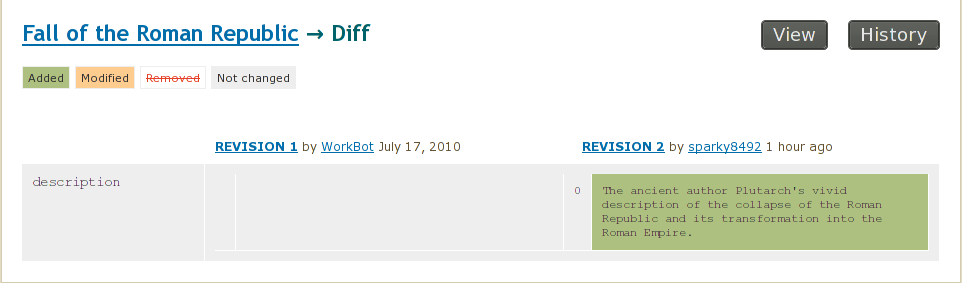 Fall of the Roman Republic → Diff
View
History
Added
Modified
Removed
Not changed
REVISION 1 by WorkBot July 17, 2010
REVISION 2 by sparky8492 1 hour ago
description
0
The ancient author Plutarch's vivid
description of the collapse of the Roman
Republic and its transformation into the
Roman Empire.